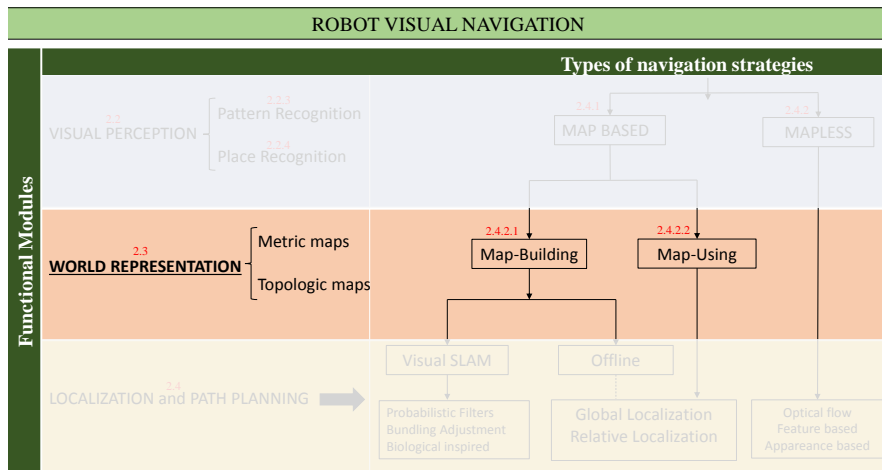 ROBOT VISUAL NAVIGATION
Functional Modules
Types of navigation strategies
2.2
VISUAL PERCEPTION
2.2.3
Pattern Recognition
2.2.4
Place Recognition
2.4.1
MAP BASED
2.4.2
MAPLESS
2.3
WORLD REPRESENTATION
Metric maps
Topologic maps
2.4.2.1
Map-Building
2.4.2.2
Map-Using
2.4
LOCALIZATION and PATH PLANNING
Visual SLAM
Offline
Probabilistic Filters
Bundling Adjustment
Biological inspired
Global Localization
Relative Localization
Optical flow
Feature based
Appareance based